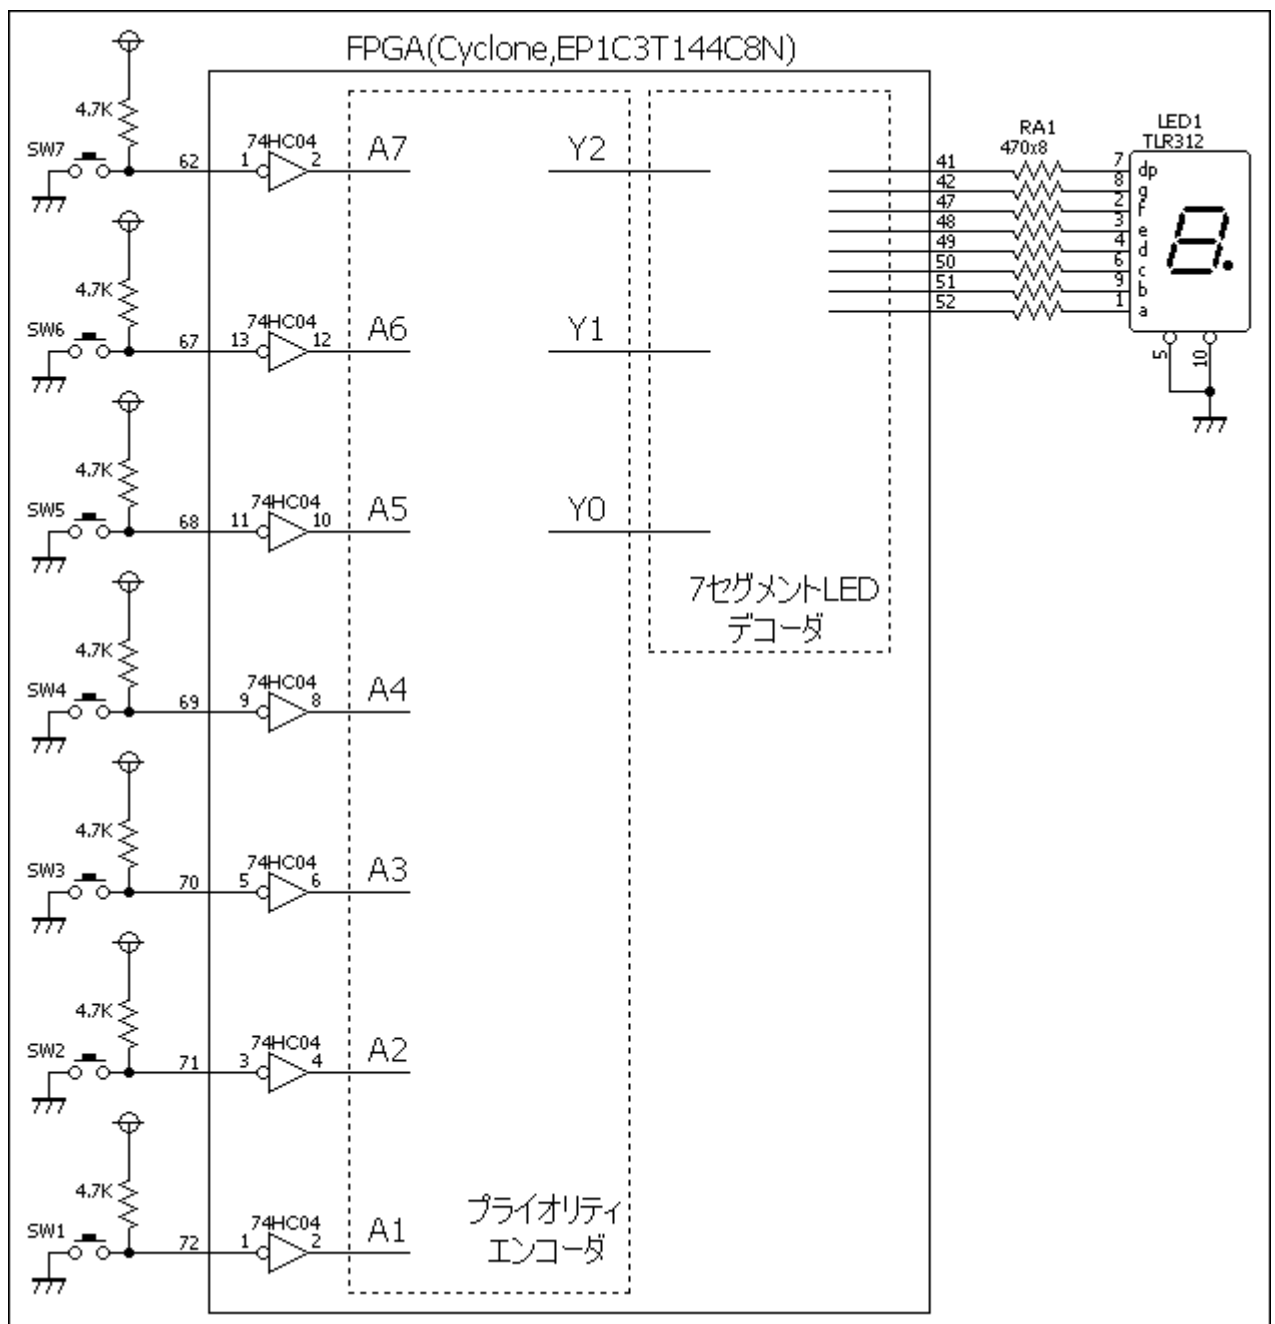 FPGA(Cyclone,EP1C3T144C8N)
4.7K
SW7
62
74HC04
1
2
A7
Y2
4.7K
SW6
67
74HC04
13
12
A6
Y1
4.7K
SW5
68
74HC04
11
10
A5
Y0
7セグメントLED
デコーダ
4.7K
SW4
69
74HC04
9
8
A4
4.7K
SW3
70
74HC04
5
6
A3
4.7K
SW2
71
74HC04
3
4
A2
4.7K
SW1
72
74HC04
1
2
A1
プライオリティ
エンコーダ
RA1
470x8
LED1
TLR312
41 7 dp
42 8 g
47 2 f
48 3 e
49 4 d
50 6 c
51 9 b
52 1 a
5
10